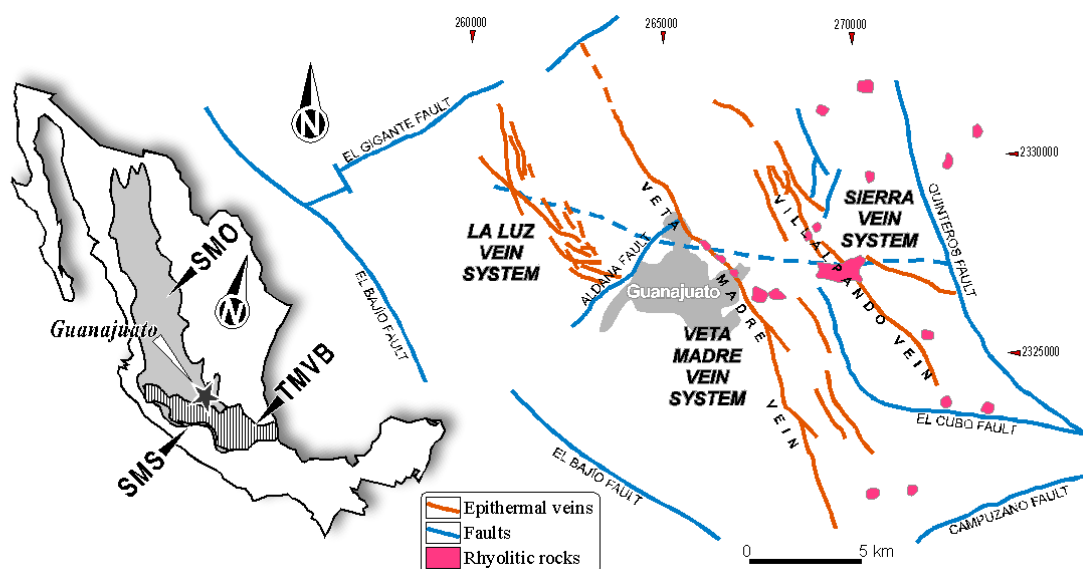 260000
265000
270000
2330000
2325000
N
N
SMO
Guanajuato
TMVB
SMS
EL GIGANTE FAULT
EL BAJÍO FAULT
LA LUZ
VEIN
SYSTEM
ALDANA FAULT
Guanajuato
VETA MADRE VEIN
VETA
MADRE
VEIN
SYSTEM
VILLALPANDO VEIN
SIERRA
VEIN
SYSTEM
QUINTEROS FAULT
EL CUBO FAULT
CAMPUZANO FAULT
EL BAJÍO FAULT
Epithermal veins
Faults
Rhyolitic rocks
0 5 km